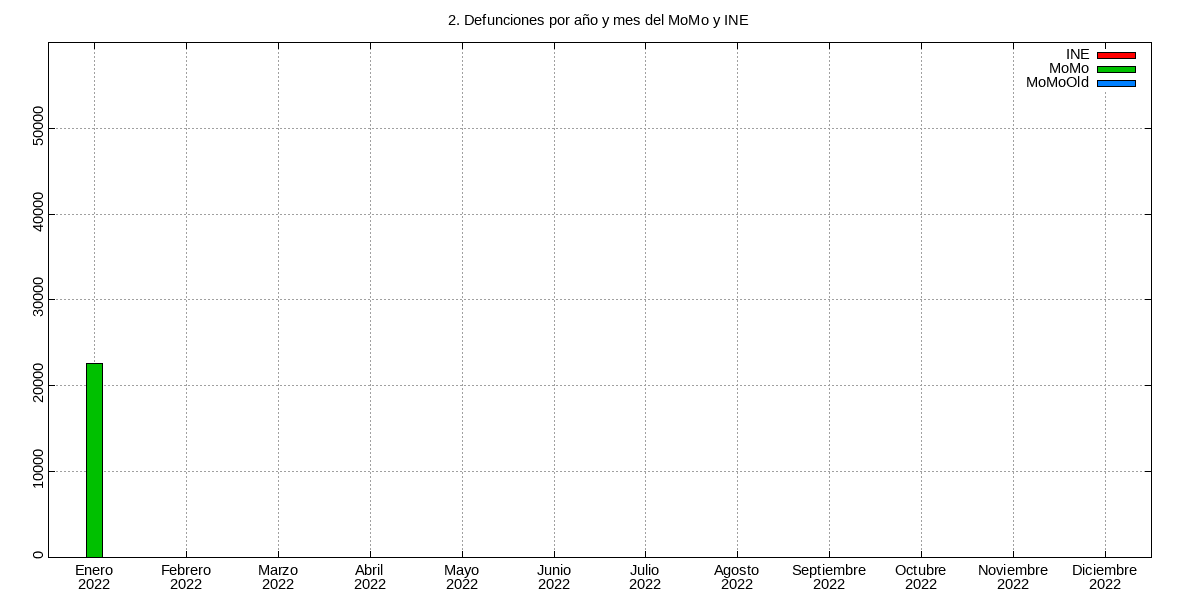 2. Defunciones por año y mes del MoMo y INE
INE
MoMo
MoMoOld
50000
40000
30000
20000
10000
0
Enero
2022
Febrero
2022
Marzo
2022
Abril
2022
Mayo
2022
Junio
2022
Julio
2022
Agosto
2022
Septiembre
2022
Octubre
2022
Noviembre
2022
Diciembre
2022